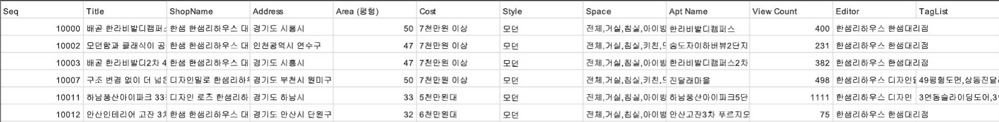 Seq Title ShopName Address Area (평형) Cost Style Space Apt Name View Count Editor TagList
10000 배곧 한라비발디캠퍼스 한샘 한샘리하우스 대 경기도 시흥시 50 7천만원 이상 모던 전체,거실,침실,아이방 한라비발디캠퍼스 400 한샘리하우스 한샘대리점
10002 모던함과 클래식이 공 한샘 한샘리하우스 대 인천광역시 연수구 47 7천만원 이상 모던 전체,거실,침실,키친, 송도자이하버뷰2단지 231 한샘리하우스 한샘대리점
10003 배곧 한라비발디2차 4 한샘 한샘리하우스 대 경기도 시흥시 47 7천만원 이상 모던 전체,거실,침실,아이방 한라비발디캠퍼스2차 382 한샘리하우스 한샘대리점
10007 구조 변경 없이 더 넓은 디자인밀로 한샘리하우 경기도 부천시 원미구 50 7천만원 이상 모던 전체,거실,침실,키친, 진달래마을 498 한샘리하우스 디자인 49평형도면,상동진달
10011 하남풍산아이파크 33 디자인 로즈 한샘리하 경기도 하남시 33 5천만원대 모던 전체,거실,침실,아이방 하남풍산아이파크5단 1111 한샘리하우스 디자인 3연동슬라이딩도어,3
10012 안산인테리어 고잔 3차 한샘 한샘리하우스 대 경기도 안산시 단원구 32 6천만원대 모던 전체,거실,침실,아이방 안산고잔3차 푸르지오 75 한샘리하우스 한샘대리점